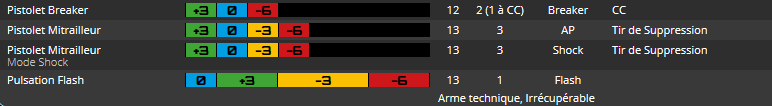 Pistolet Breaker +3 0 -6 12 2 (1 à CC) Breaker CC
Pistolet Mitrailleur +3 0 -3 -6 13 3 AP Tir de Suppression
Pistolet Mitrailleur +3 0 -3 -6 13 3 Shock Tir de Suppression
Mode Shock
Pulsation Flash 0 +3 -3 -6 13 1 Flash
Arme technique, Irrécupérable